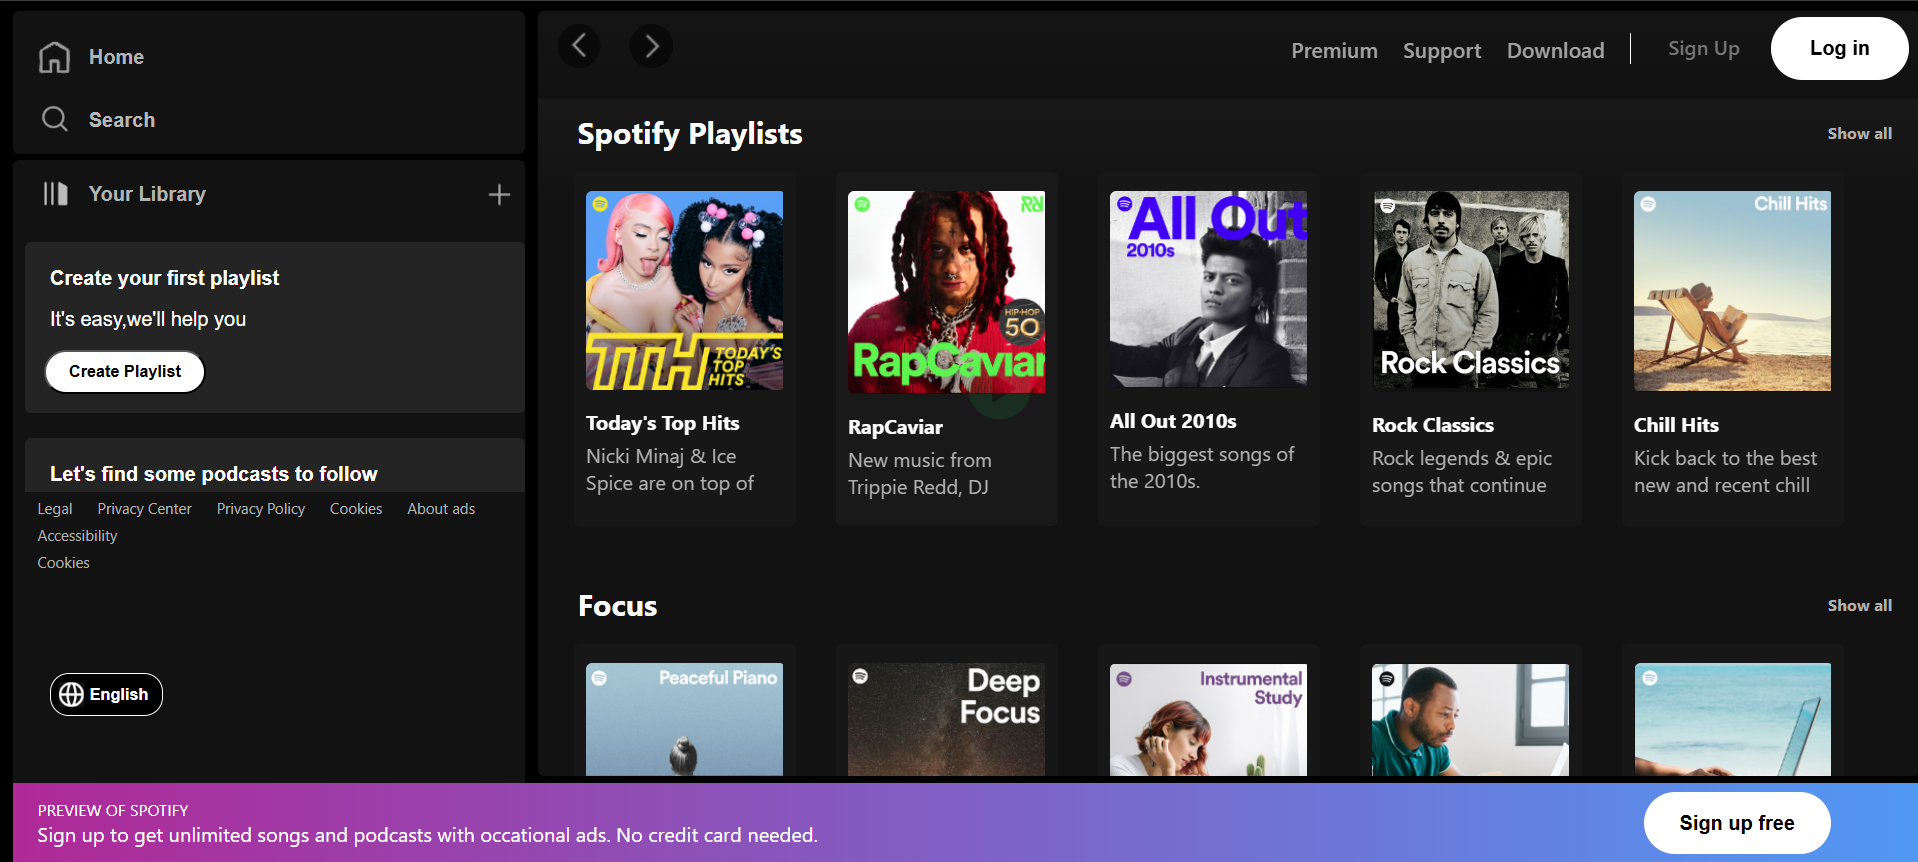 Home
Search
Your Library
Create your first playlist
It's easy,we'll help you
Create Playlist
Let's find some podcasts to follow
Legal Privacy Center Privacy Policy Cookies About ads
Accessibility
Cookies
English
Premium Support Download Sign Up Log in
Spotify Playlists
Show all
TTH TODAY'S
TOP
HITS
Today's Top Hits
Nicki Minaj & Ice
Spice are on top of
HIP-HOP
50
RapCaviar
RapCaviar
New music from
Trippie Redd, DJ
All Out
2010s
All Out 2010s
The biggest songs of
the 2010s.
Rock Classics
Rock Classics
Rock legends & epic
songs that continue
Chill Hits
Chill Hits
Kick back to the best
new and recent chill
Focus
Show all
Peaceful Piano
Deep
Focus
Instrumental
Study
PREVIEW OF SPOTIFY
Sign up to get unlimited songs and podcasts with occational ads. No credit card needed.
Sign up free